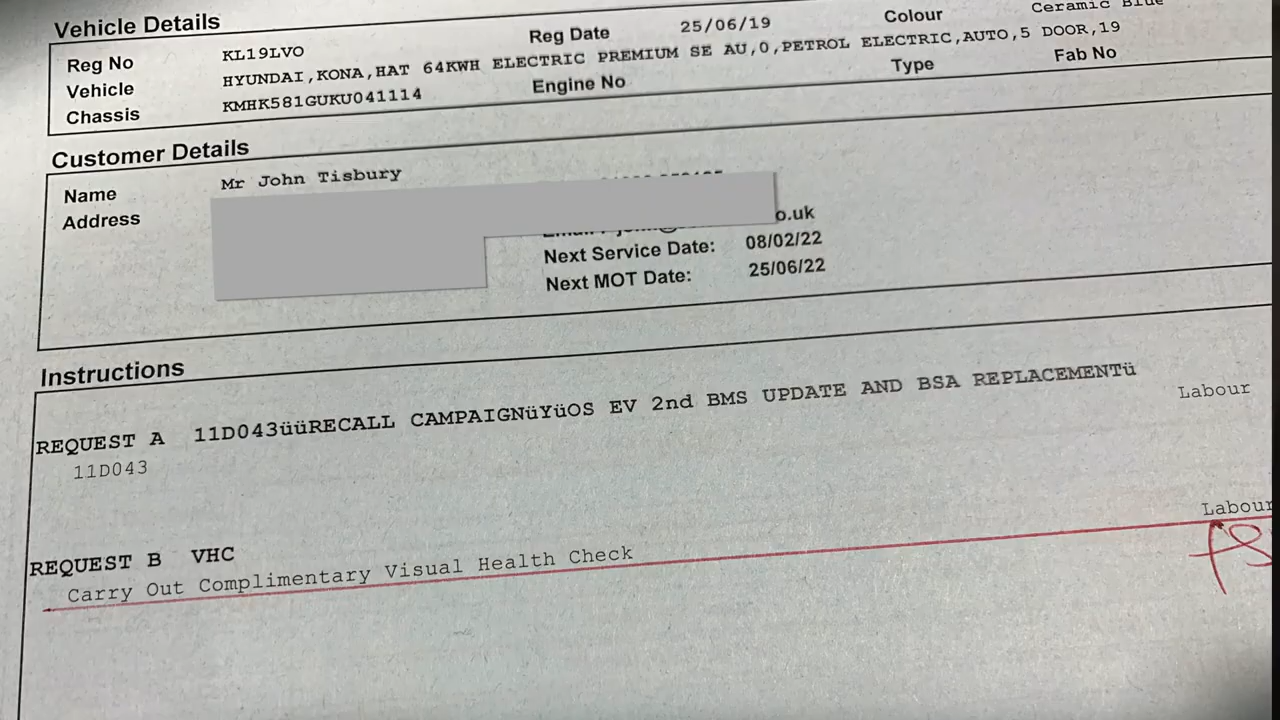 Vehicle Details
Reg No KL19LVO Reg Date 25/06/19 Colour Ceramic Blue
Vehicle HYUNDAI,KONA,HAT 64KWH ELECTRIC PREMIUM SE AU,0,PETROL ELECTRIC,AUTO,5 DOOR,19
Chassis KMHK581GUKU041114 Engine No Type Fab No
Customer Details
Name Mr John Tisbury
Address
o.uk
Next Service Date: 08/02/22
Next MOT Date: 25/06/22
Instructions
REQUEST A 11D043üüRECALL CAMPAIGNüYüOS EV 2nd BMS UPDATE AND BSA REPLACEMENTü
11D043 Labour
REQUEST B VHC Labour
Carry Out Complimentary Visual Health Check